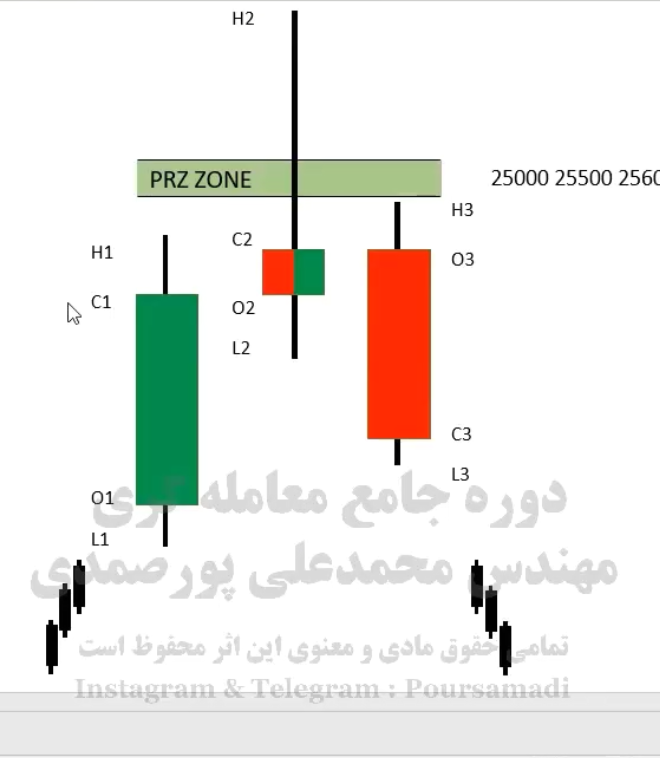 H2
PRZ ZONE
25000 25500
H3
H1
C2
O3
C1
O2
L2
C3
L3
O1
L1
دوره جامع معامله گری
مهندس محمدعلی پورصمدی
تمامی حقوق مادی و معنوی این اثر محفوظ است
Instagram & Telegram : Poursamadi